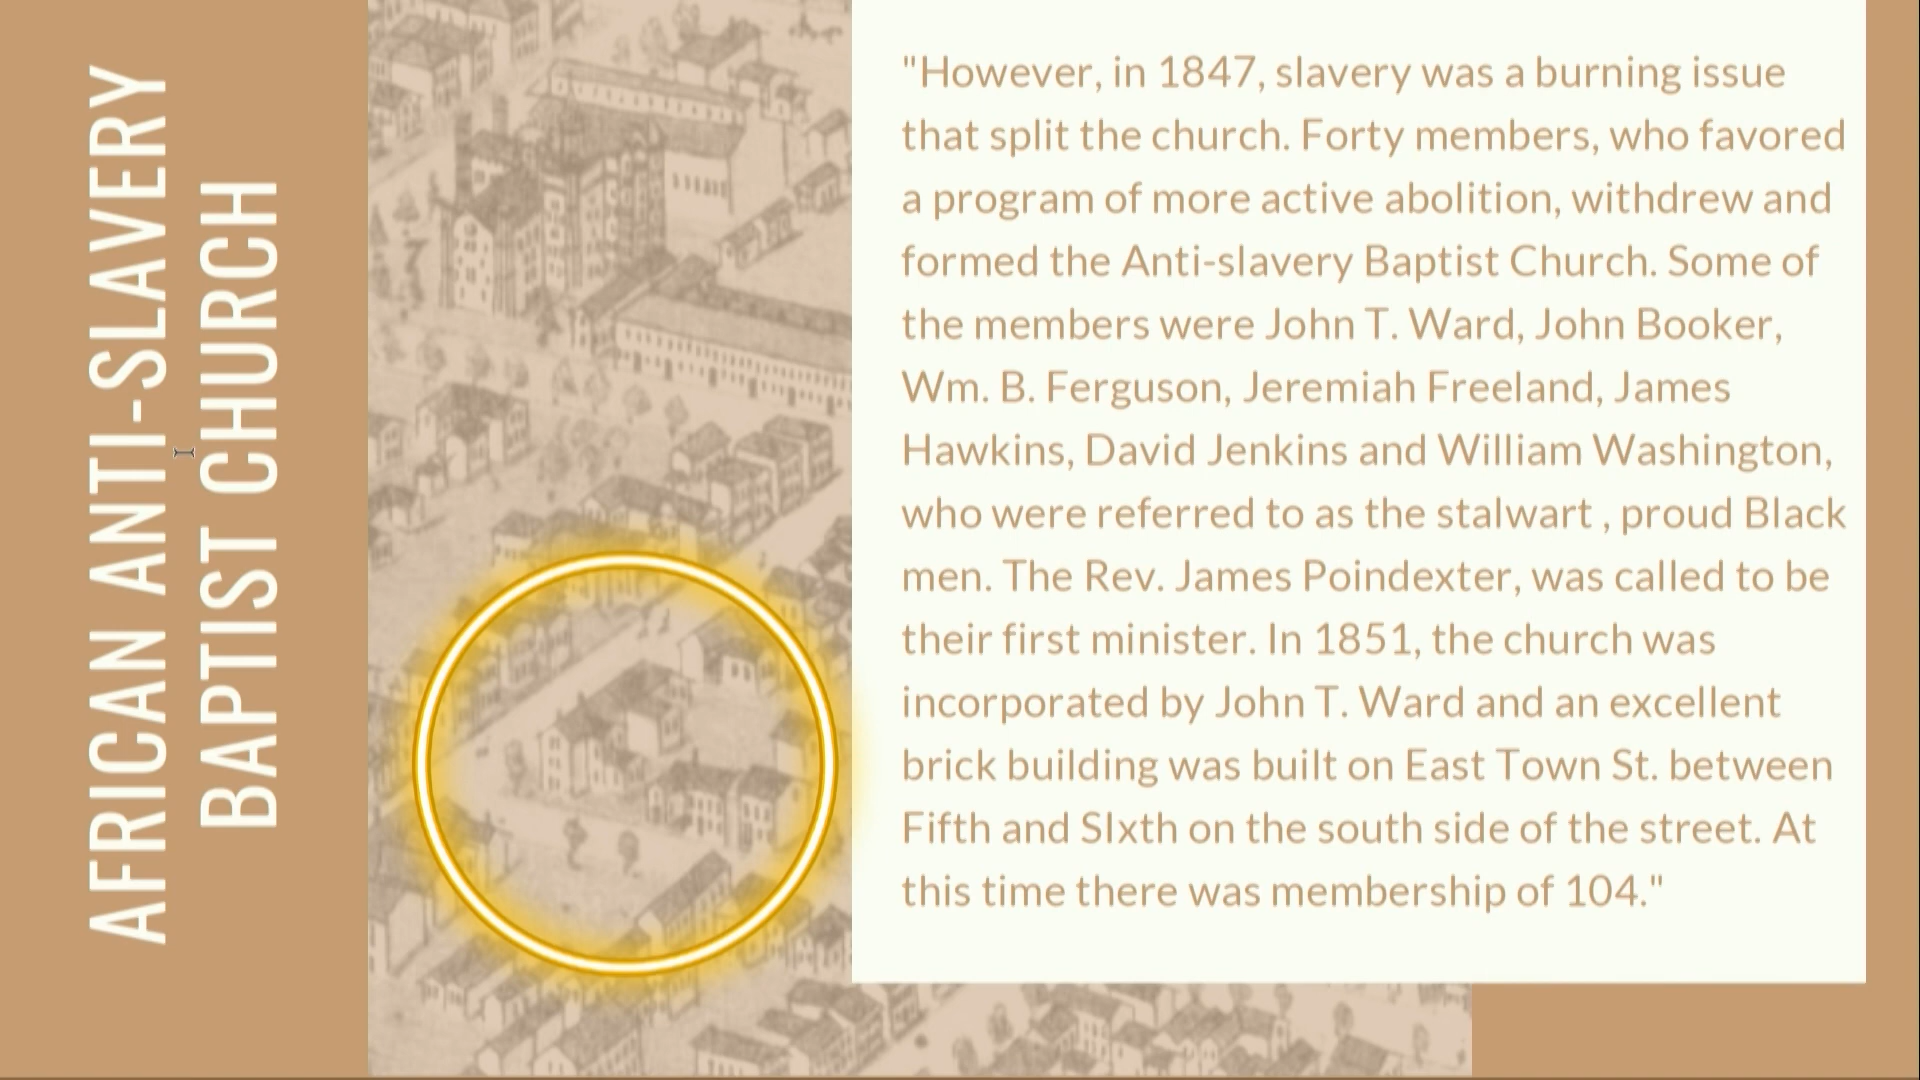 AFRICAN ANTI-SLAVERY
BAPTIST CHURCH
"However, in 1847, slavery was a burning issue
that split the church. Forty members, who favored
a program of more active abolition, withdrew and
formed the Anti-slavery Baptist Church. Some of
the members were John T. Ward, John Booker,
Wm. B. Ferguson, Jeremiah Freeland, James
Hawkins, David Jenkins and William Washington,
who were referred to as the stalwart , proud Black
men. The Rev. James Poindexter, was called to be
their first minister. In 1851, the church was
incorporated by John T. Ward and an excellent
brick building was built on East Town St. between
Fifth and SIxth on the south side of the street. At
this time there was membership of 104."